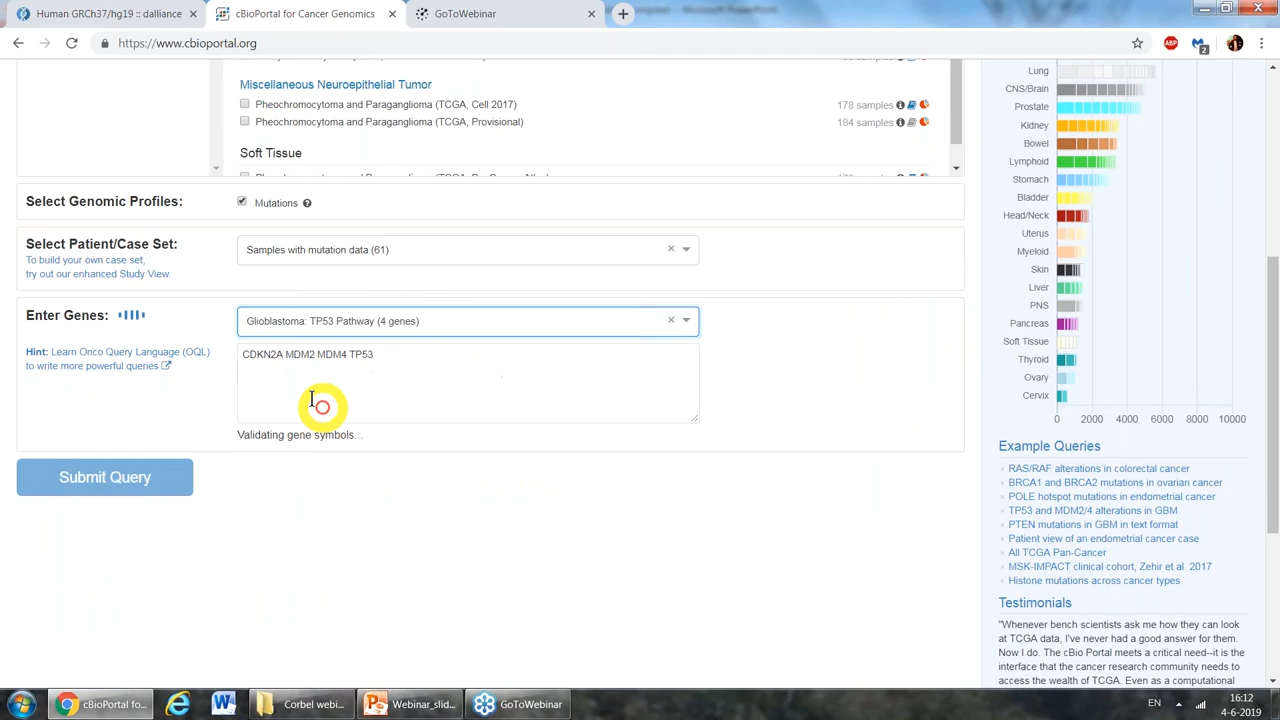 Human GRCh37/hg19 :: dalliance
cBioPortal for Cancer Genomics
GoToWebinar
https://www.cbioportal.org
ABP
2
Miscellaneous Neuroepithelial Tumor
Pheochromocytoma and Paraganglioma (TCGA, Cell 2017)
178 samples
Pheochromocytoma and Paraganglioma (TCGA, Provisional)
184 samples
Soft Tissue
Select Genomic Profiles:
Mutations
Select Patient/Case Set:
To build your own case set,
try out our enhanced Study View.
Samples with mutation data (61)
Enter Genes:
Hint: Learn Onco Query Language (OQL)
to write more powerful queries
Glioblastoma: TP53 Pathway (4 genes)
CDKN2A MDM2 MDM4 TP53
Validating gene symbols...
Submit Query
Lung
CNS/Brain
Prostate
Kidney
Bowel
Lymphoid
Stomach
Bladder
Head/Neck
Uterus
Myeloid
Skin
Liver
PNS
Pancreas
Soft Tissue
Thyroid
Ovary
Cervix
0 2000 4000 6000 8000 10000
Example Queries
RAS/RAF alterations in colorectal cancer
BRCA1 and BRCA2 mutations in ovarian cancer
POLE hotspot mutations in endometrial cancer
TP53 and MDM2/4 alterations in GBM
PTEN mutations in GBM in text format
Patient view of an endometrial cancer case
All TCGA Pan-Cancer
MSK-IMPACT clinical cohort, Zehir et al. 2017
Histone mutations across cancer types
Testimonials
"Whenever bench scientists ask me how they can look
at TCGA data, I've never had a good answer for them.
Now I do. The cBio Portal meets a critical need--it is the
interface that the cancer research community needs to
access the wealth of TCGA. Even as a computational
cBioPortal fo...
Corbel webi...
Webinar_slid...
GoToWebinar
EN
16:12
4-6-2019